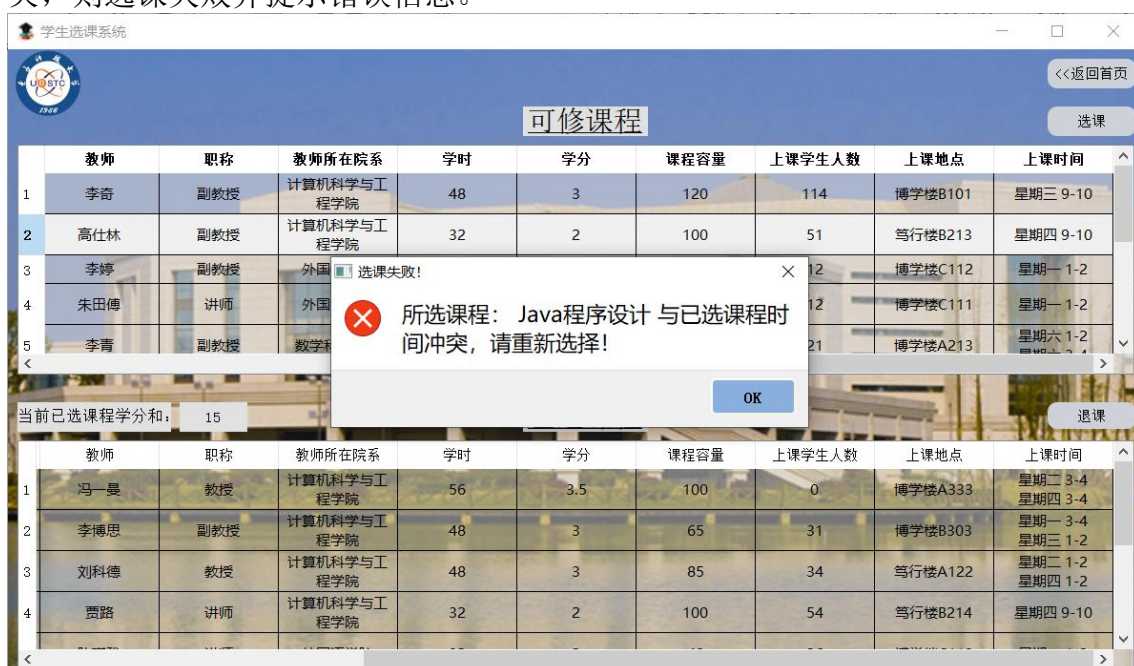 学生选课系统
UOSTC
1986
<<返回首页
可修课程
选课
教师 职称 教师所在院系 学时 学分 课程容量 上课学生人数 上课地点 上课时间
1 李奇 副教授 计算机科学与工程学院 48 3 120 114 博学楼B101 星期三 9-10
2 高仕林 副教授 计算机科学与工程学院 32 2 100 51 笃行楼B213 星期四 9-10
3 李婷 副教授 外国 12 博学楼C112 星期一 1-2
4 朱田傅 讲师 外国 12 博学楼C111 星期一 1-2
5 李青 副教授 数学 21 博学楼A213 星期六 1-2
选课失败!
所选课程： Java程序设计 与已选课程时
间冲突，请重新选择！
OK
当前已选课程学分和： 15
退课
教师 职称 教师所在院系 学时 学分 课程容量 上课学生人数 上课地点 上课时间
1 冯一曼 教授 计算机科学与工程学院 56 3.5 100 0 博学楼A333 星期二 3-4 星期四 3-4
2 李博思 副教授 计算机科学与工程学院 48 3 65 31 博学楼B303 星期一 3-4 星期三 1-2
3 刘科德 教授 计算机科学与工程学院 48 3 85 34 笃行楼A122 星期二 1-2 星期四 1-2
4 贾路 讲师 计算机科学与工程学院 32 2 100 54 笃行楼B214 星期四 9-10